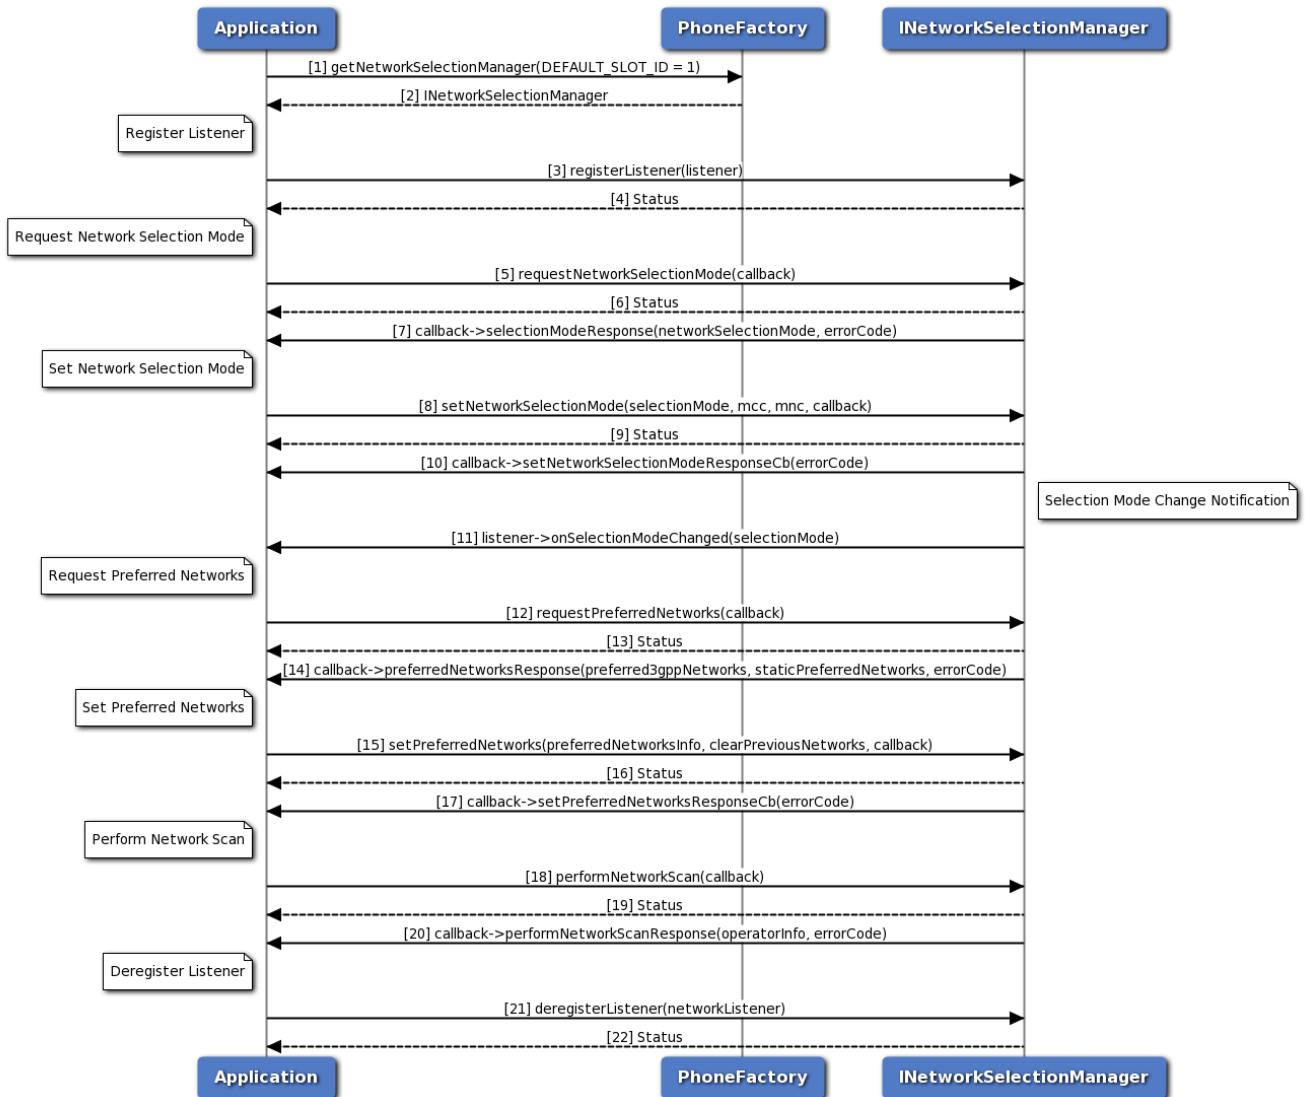 Application
PhoneFactory
INetworkSelectionManager
[1] getNetworkSelectionManager(DEFAULT_SLOT_ID = 1)
[2] INetworkSelectionManager
Register Listener
[3] registerListener(listener)
[4] Status
Request Network Selection Mode
[5] requestNetworkSelectionMode(callback)
[6] Status
[7] callback->selectionModeResponse(networkSelectionMode, errorCode)
Set Network Selection Mode
[8] setNetworkSelectionMode(selectionMode, mcc, mnc, callback)
[9] Status
[10] callback->setNetworkSelectionModeResponseCb(errorCode)
Selection Mode Change Notification
[11] listener->onSelectionModeChanged(selectionMode)
Request Preferred Networks
[12] requestPreferredNetworks(callback)
[13] Status
[14] callback->preferredNetworksResponse(preferred3gppNetworks, staticPreferredNetworks, errorCode)
Set Preferred Networks
[15] setPreferredNetworks(preferredNetworksInfo, clearPreviousNetworks, callback)
[16] Status
[17] callback->setPreferredNetworksResponseCb(errorCode)
Perform Network Scan
[18] performNetworkScan(callback)
[19] Status
[20] callback->performNetworkScanResponse(operatorInfo, errorCode)
Deregister Listener
[21] deregisterListener(networkListener)
[22] Status
Application
PhoneFactory
INetworkSelectionManager